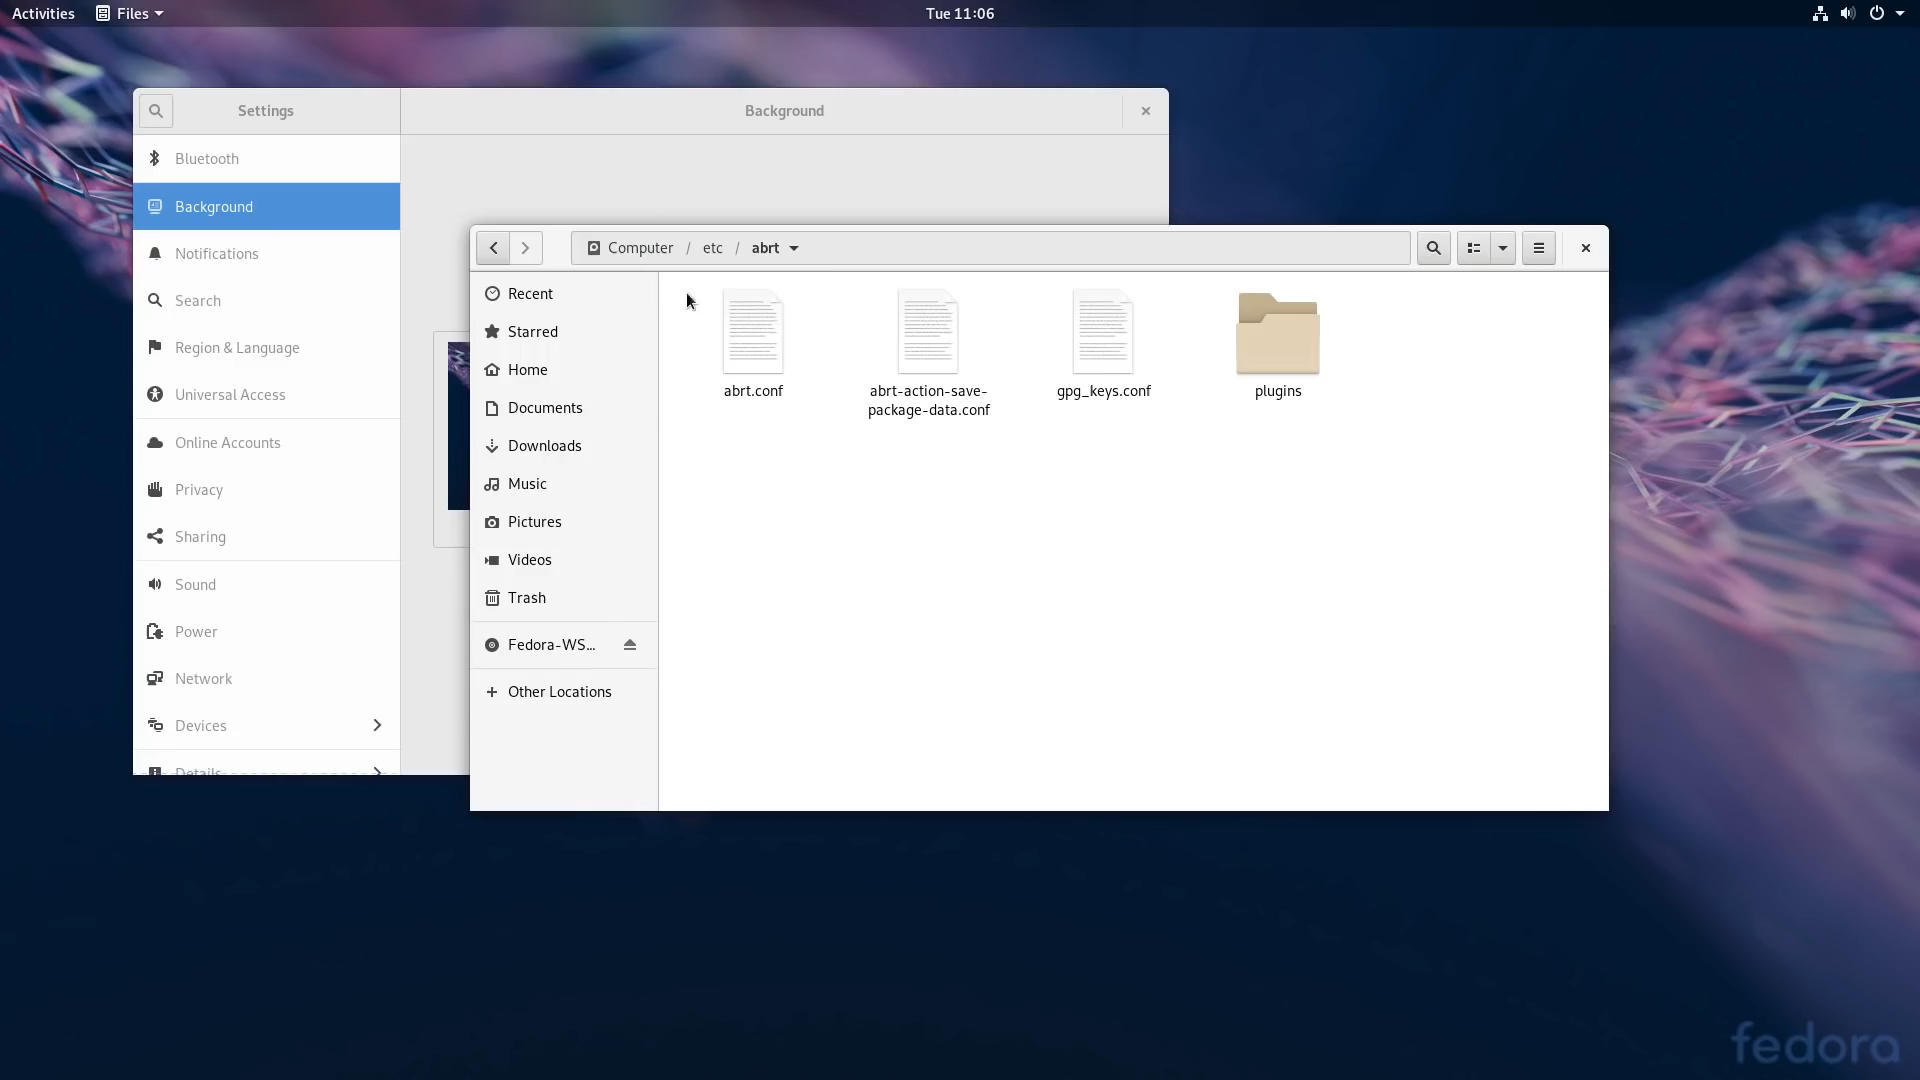 Activities
Files
Tue 11:06
Settings
Background
Bluetooth
Background
Notifications
Search
Region & Language
Universal Access
Online Accounts
Privacy
Sharing
Sound
Power
Network
Devices
Details
Computer / etc / abrt
Recent
Starred
Home
Documents
Downloads
Music
Pictures
Videos
Trash
Fedora-WS...
Other Locations
abrt.conf
abrt-action-save-
package-data.conf
gpg_keys.conf
plugins
fedora